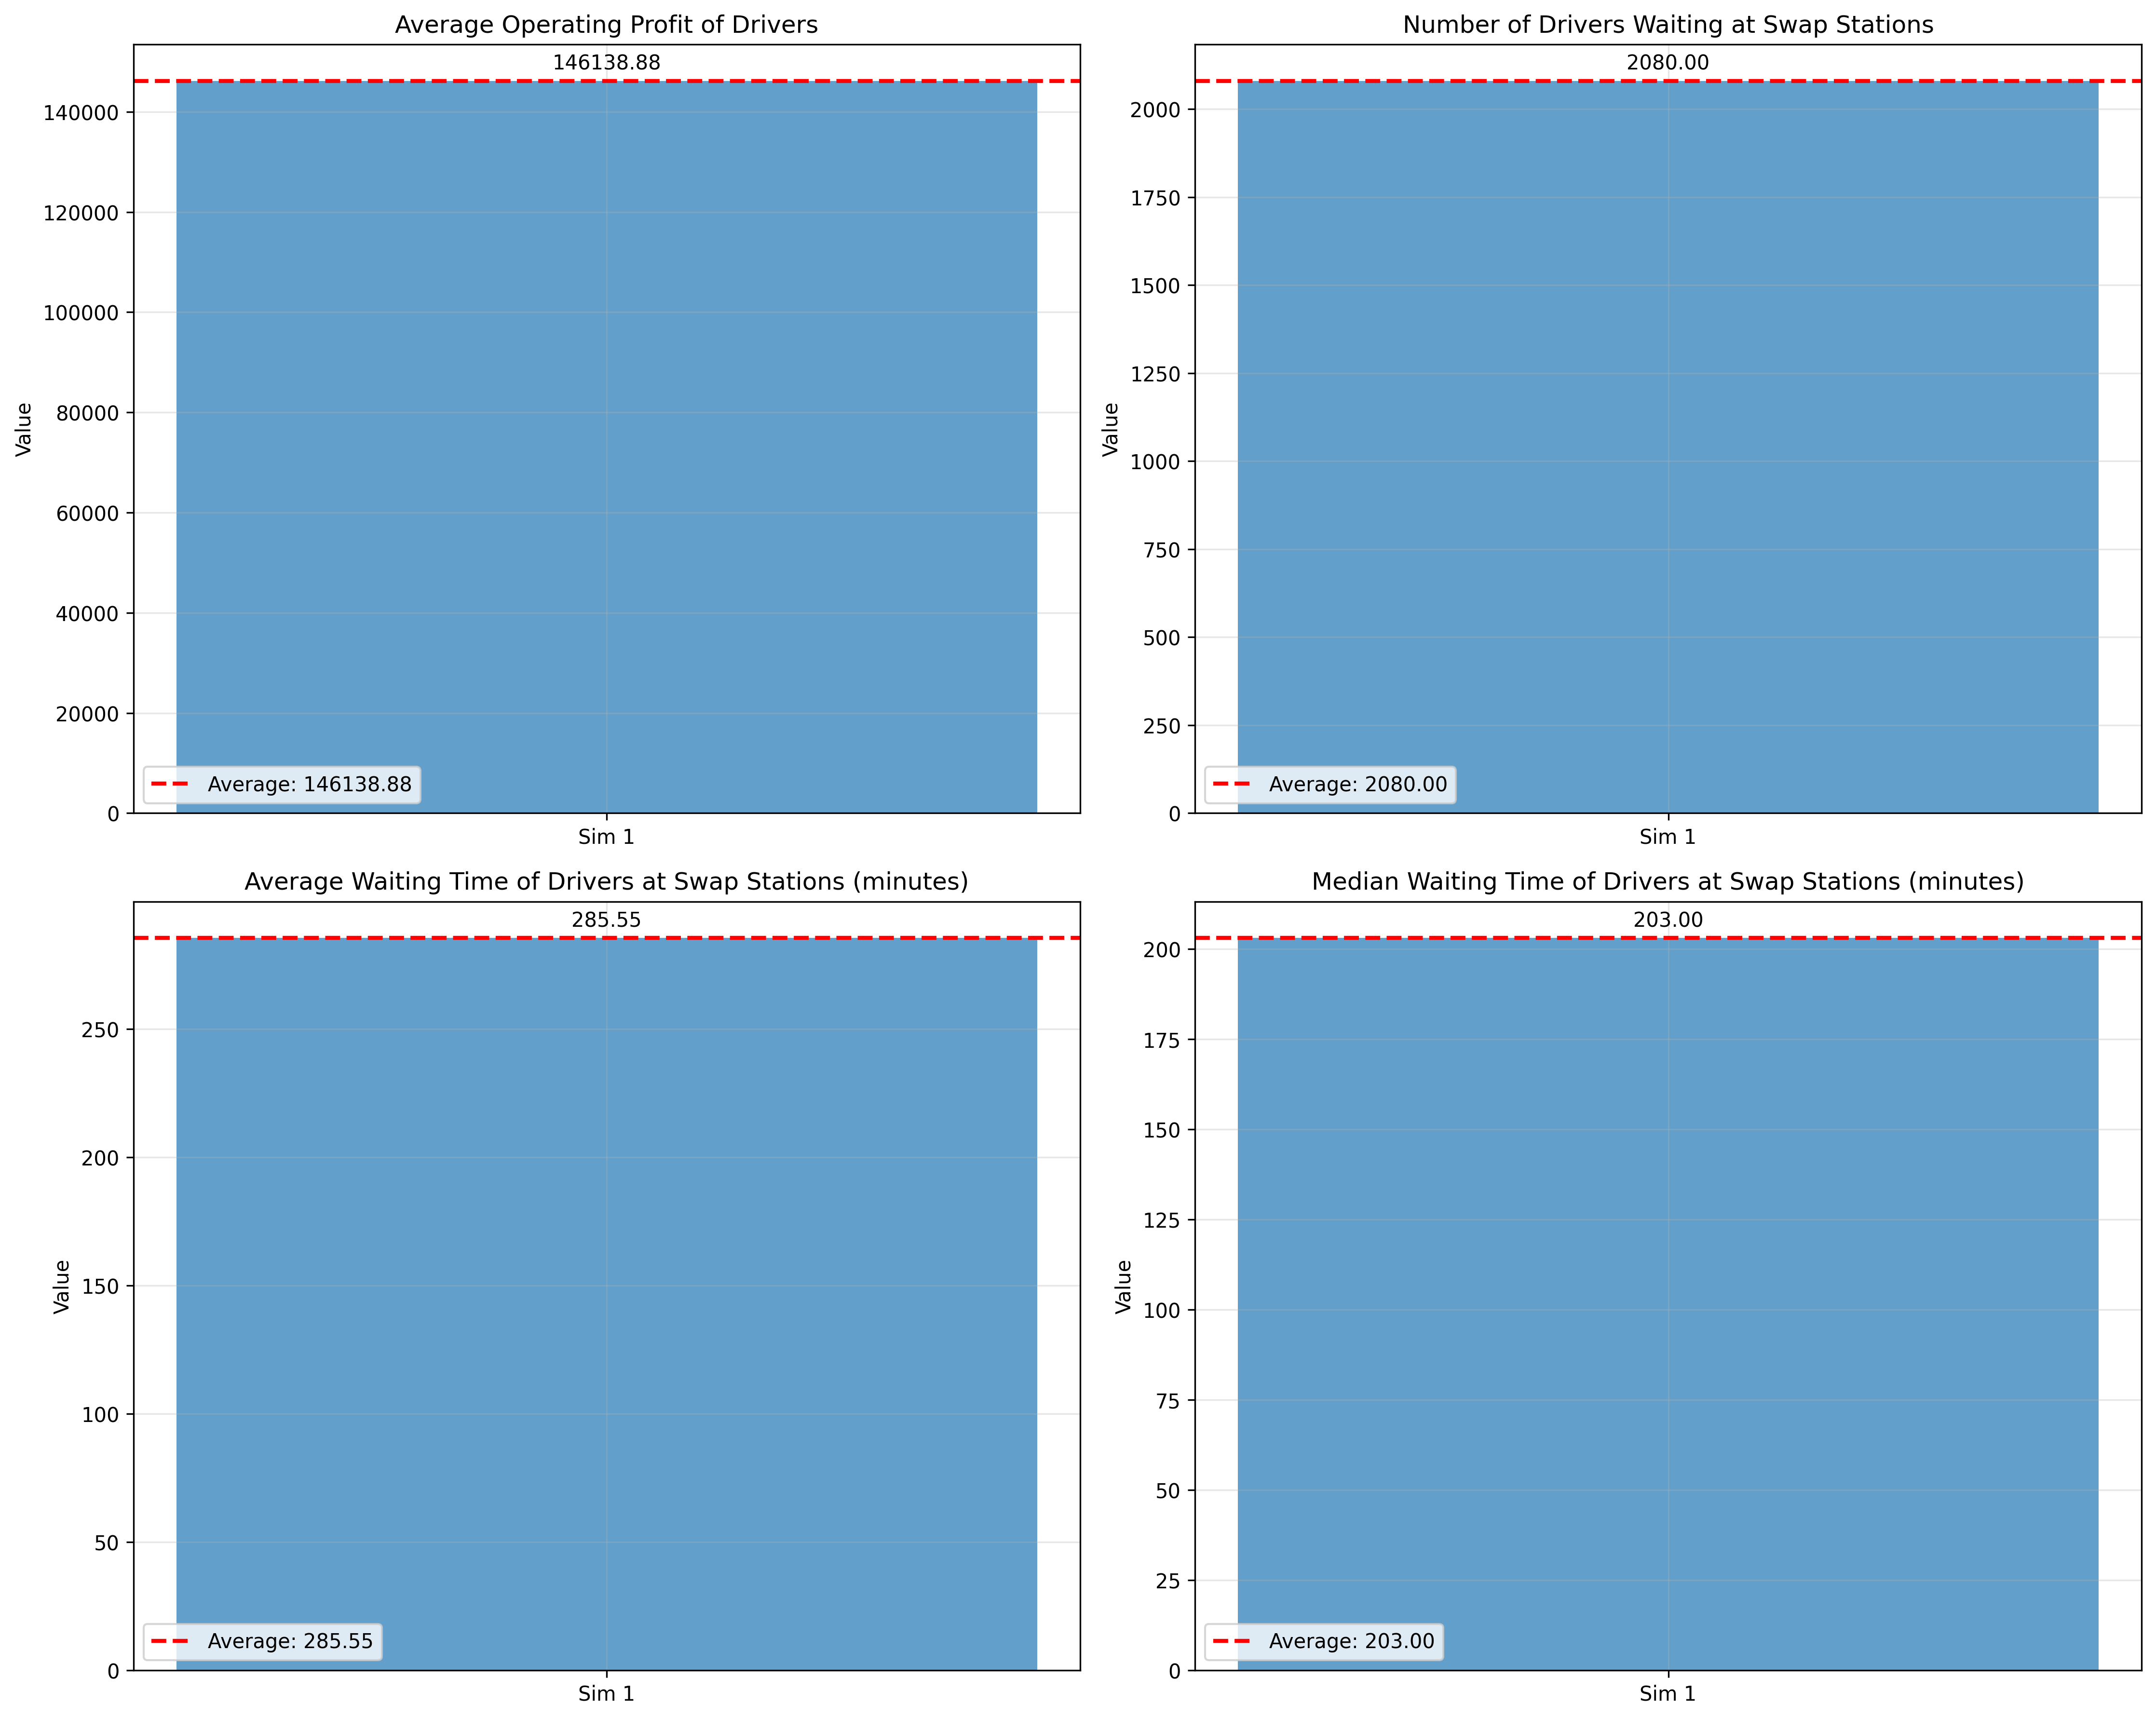 Average Operating Profit of Drivers
146138.88
140000
120000
100000
80000
60000
40000
20000
0
Value
Average: 146138.88
Sim 1
Number of Drivers Waiting at Swap Stations
2080.00
2000
1750
1500
1250
1000
750
500
250
0
Value
Average: 2080.00
Sim 1
Average Waiting Time of Drivers at Swap Stations (minutes)
285.55
250
200
150
100
50
0
Value
Average: 285.55
Sim 1
Median Waiting Time of Drivers at Swap Stations (minutes)
203.00
200
175
150
125
100
75
50
25
0
Value
Average: 203.00
Sim 1